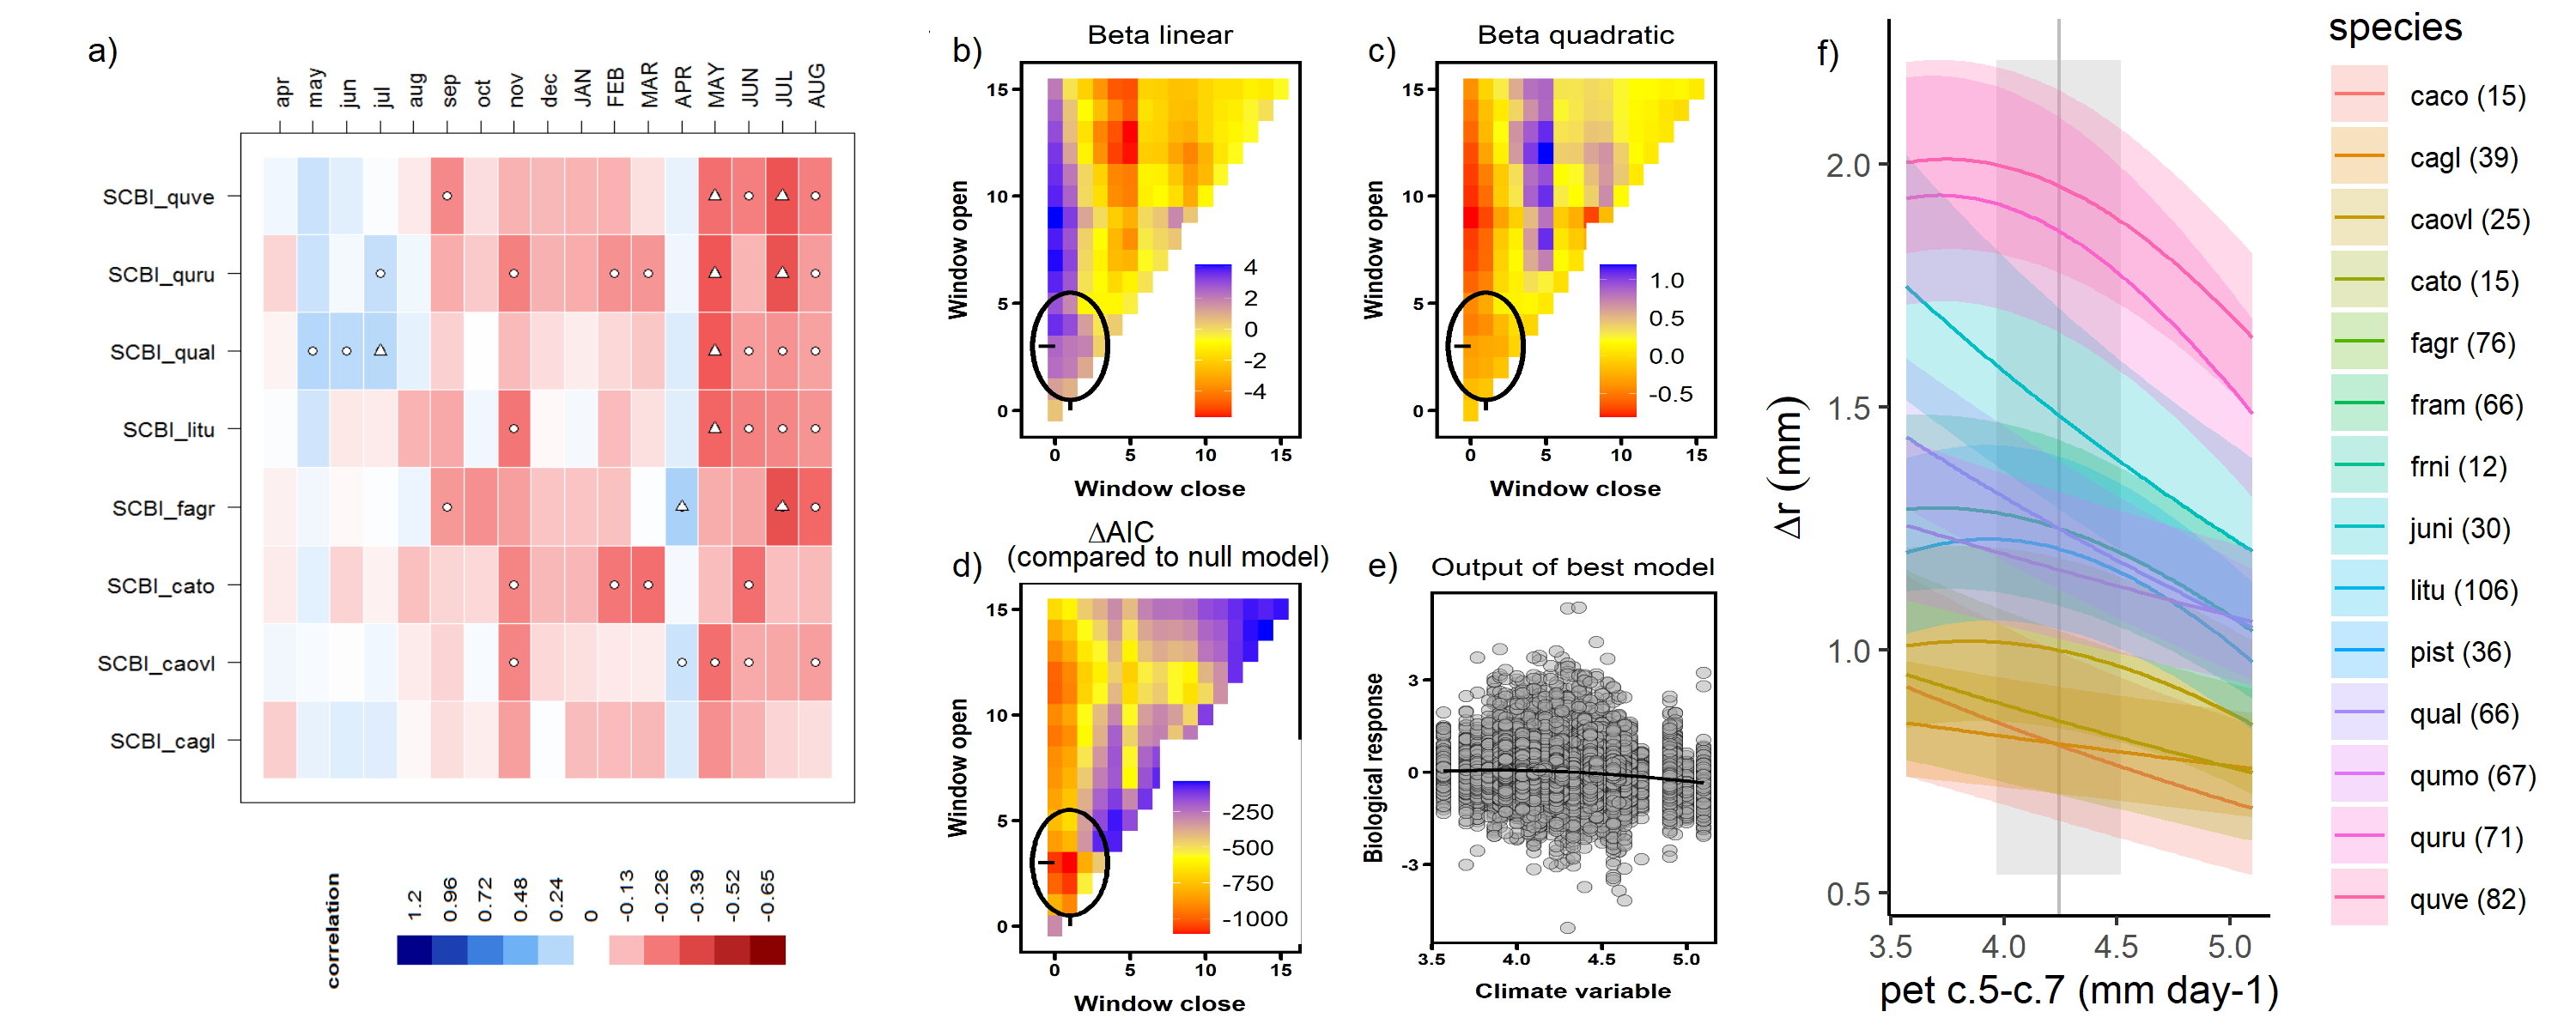 a)
apr may jun jul aug sep oct nov dec JAN FEB MAR APR MAY JUN JUL AUG
SCBI_quve
SCBI_quru
SCBI_qual
SCBI_litu
SCBI_fagr
SCBI_cato
SCBI_caovl
SCBI_cagl
correlation
1.2 0.96 0.72 0.48 0.24 0 -0.13 -0.26 -0.39 -0.52 -0.65
b) Beta linear
Window open
15
10
5
0
4
2
0
-2
-4
0 5 10 15
Window close
c) Beta quadratic
Window open
15
10
5
0
1.0
0.5
0.0
-0.5
0 5 10 15
Window close
d) ΔAIC
(compared to null model)
Window open
15
10
5
0
-250
-500
-750
-1000
0 5 10 15
Window close
e) Output of best model
Biological response
3
0
-3
3.5 4.0 4.5 5.0
Climate variable
f)
Δr (mm)
2.0
1.5
1.0
0.5
3.5 4.0 4.5 5.0
pet c.5-c.7 (mm day-1)
species
caco (15)
cagl (39)
caovl (25)
cato (15)
fagr (76)
fram (66)
frni (12)
juni (30)
litu (106)
pist (36)
qual (66)
qumo (67)
quru (71)
quve (82)